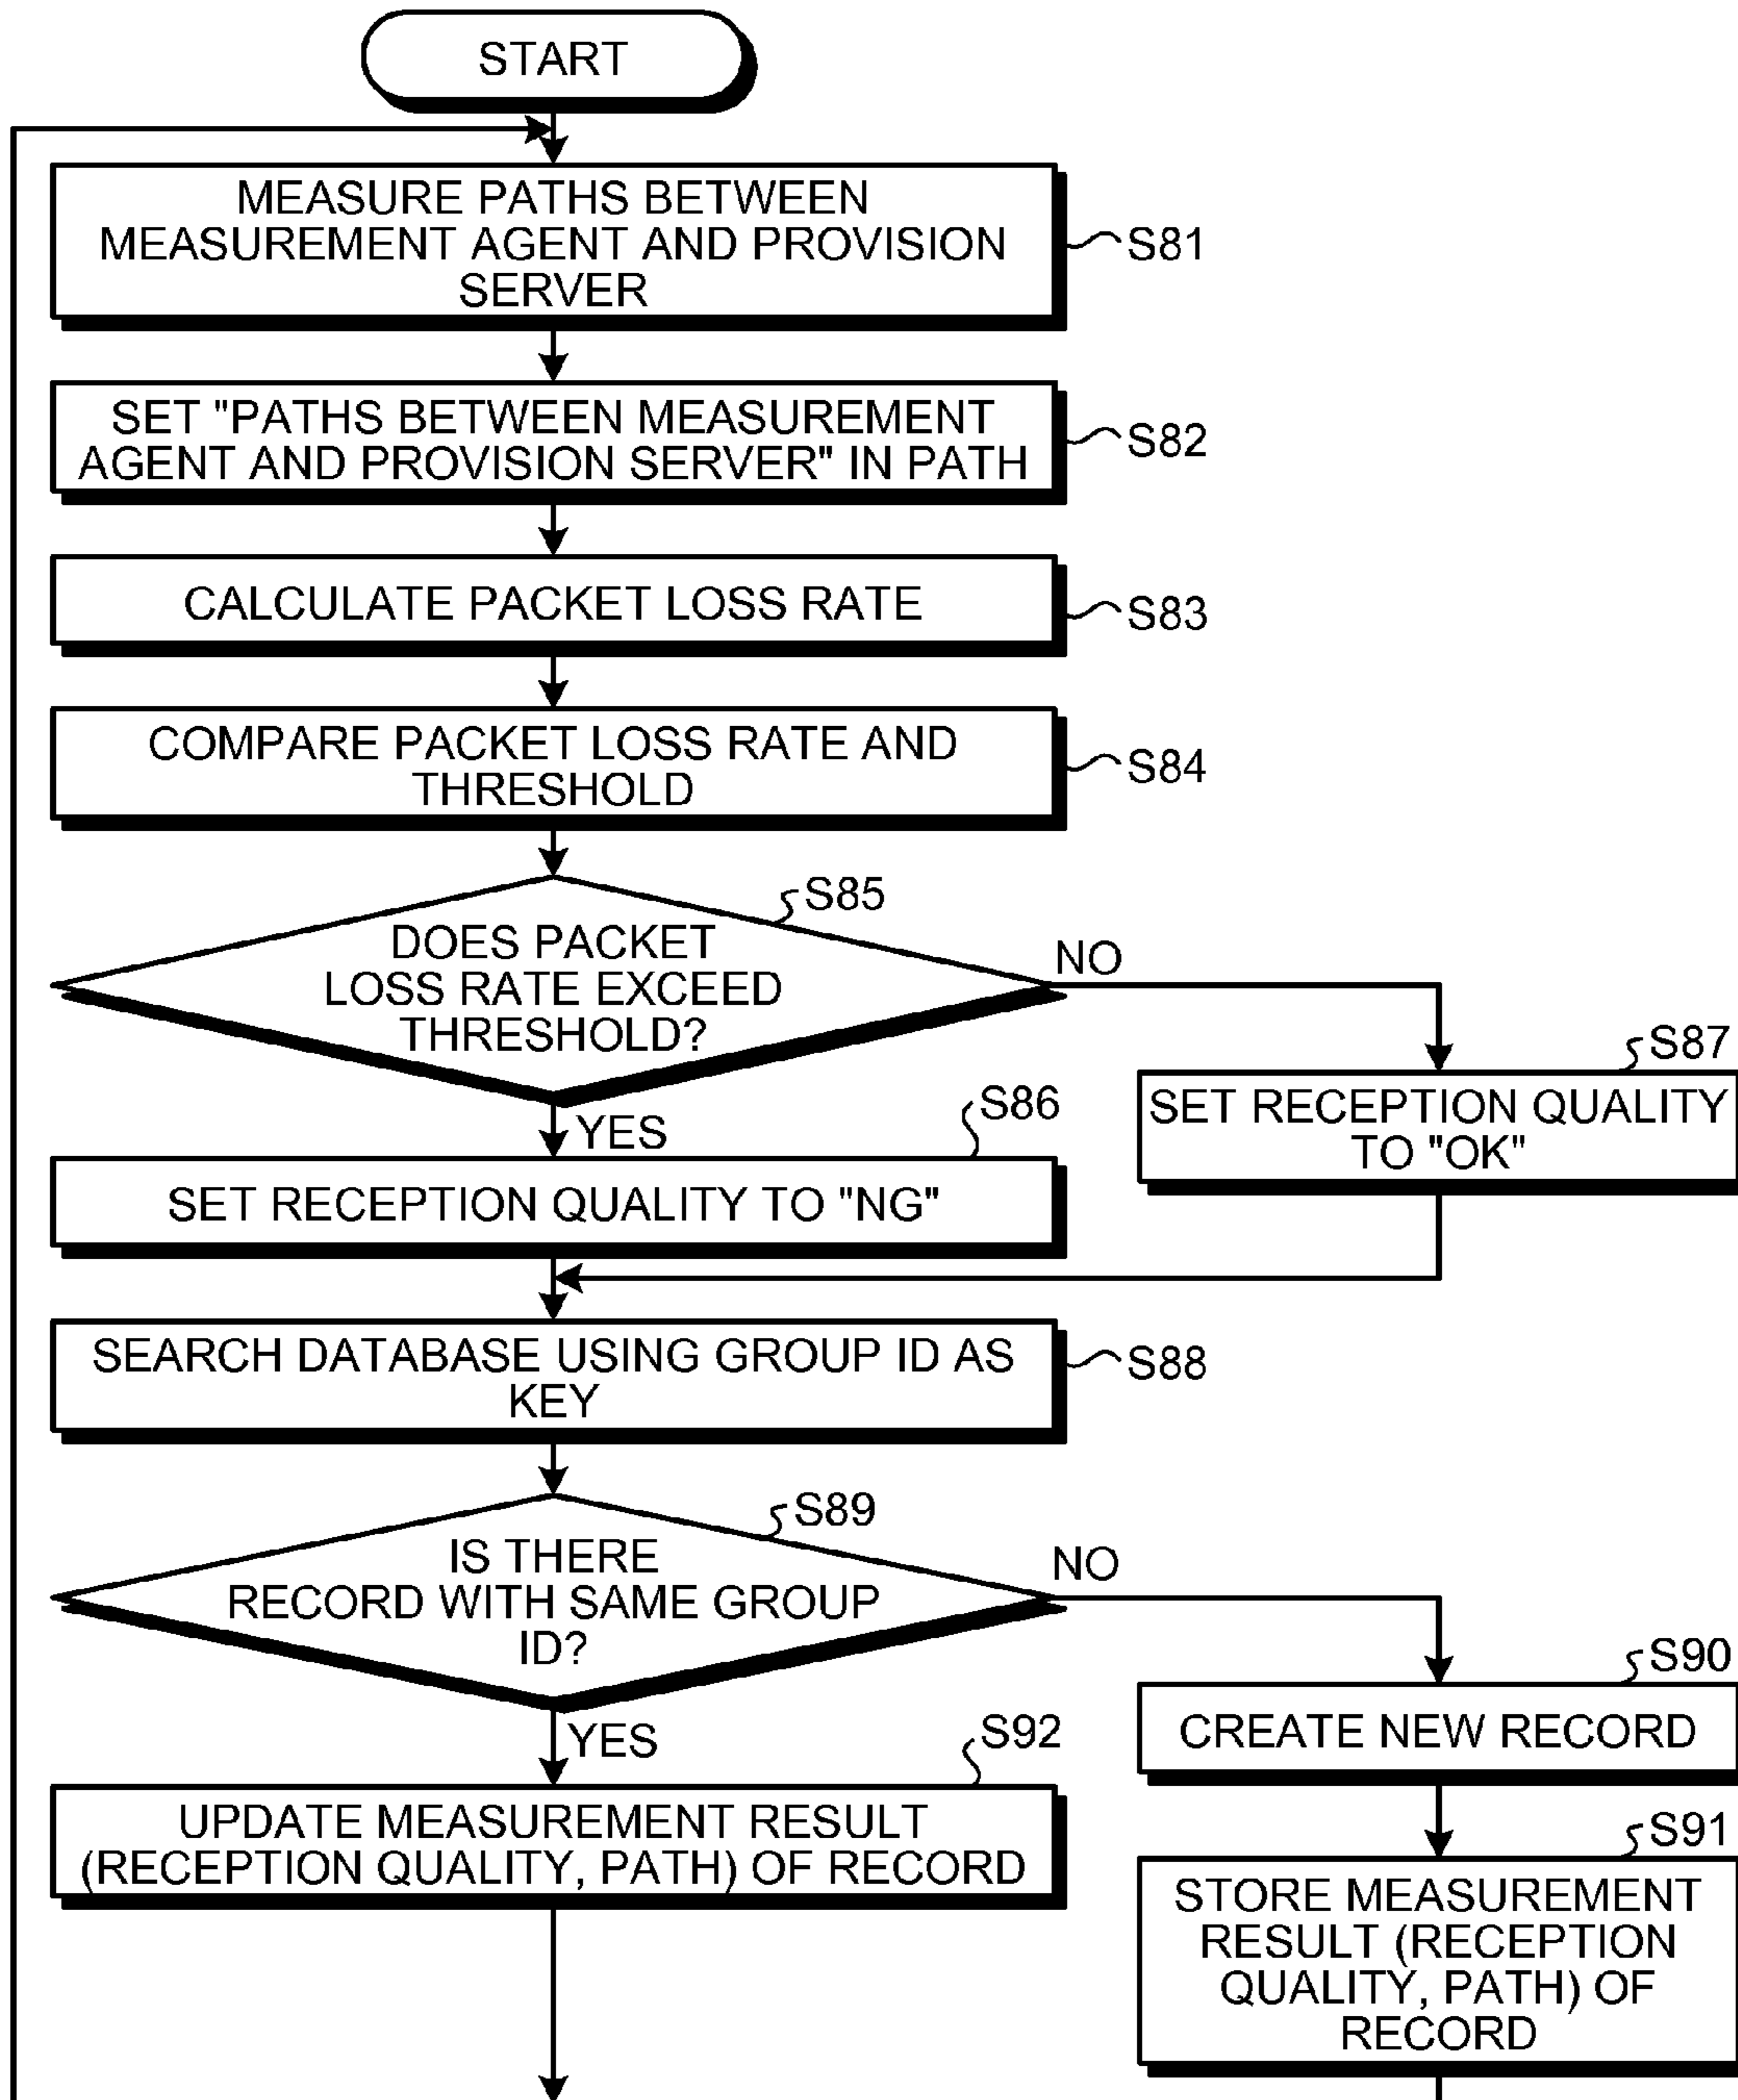 START
MEASURE PATHS BETWEEN
MEASUREMENT AGENT AND PROVISION
SERVER
S81
SET "PATHS BETWEEN MEASUREMENT
AGENT AND PROVISION SERVER" IN PATH
S82
CALCULATE PACKET LOSS RATE
S83
COMPARE PACKET LOSS RATE AND
THRESHOLD
S84
S85
DOES PACKET
LOSS RATE EXCEED
THRESHOLD?
NO
YES
S86
SET RECEPTION QUALITY TO "NG"
S87
SET RECEPTION QUALITY
TO "OK"
SEARCH DATABASE USING GROUP ID AS
KEY
S88
S89
IS THERE
RECORD WITH SAME GROUP
ID?
NO
YES
S90
CREATE NEW RECORD
S92
UPDATE MEASUREMENT RESULT
(RECEPTION QUALITY, PATH) OF RECORD
S91
STORE MEASUREMENT
RESULT (RECEPTION
QUALITY, PATH) OF
RECORD